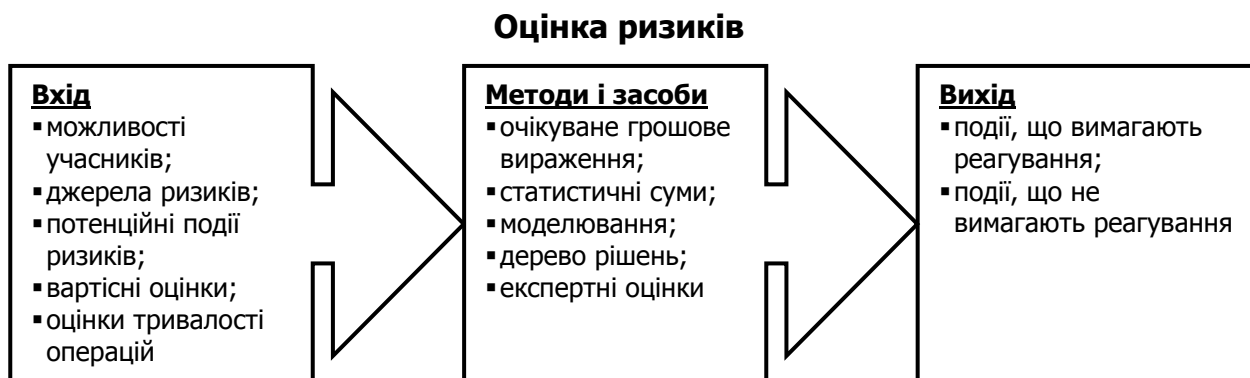 Оцінка ризиків
Вхід
▪можливості
учасників;
▪джерела ризиків;
▪потенційні події
ризиків;
▪вартісні оцінки;
▪оцінки тривалості
операцій
Методи і засоби
▪очікуване грошове
вираження;
▪статистичні суми;
▪моделювання;
▪дерево рішень;
▪експертні оцінки
Вихід
▪події, що вимагають
реагування;
▪події, що не
вимагають реагування